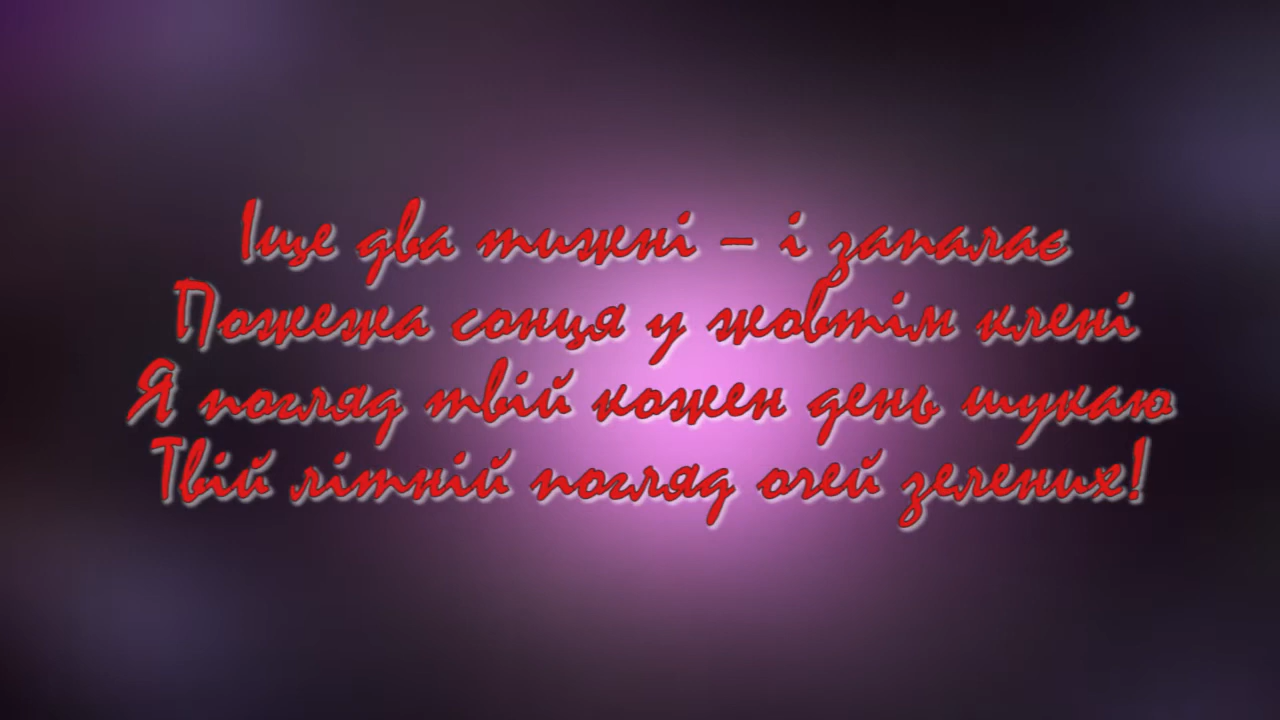 Іще два тижні – і запалає
Пожежа сонця у жовтім клені
Я погляд твій кожен день шукаю
Твій літній погляд очей зелених!